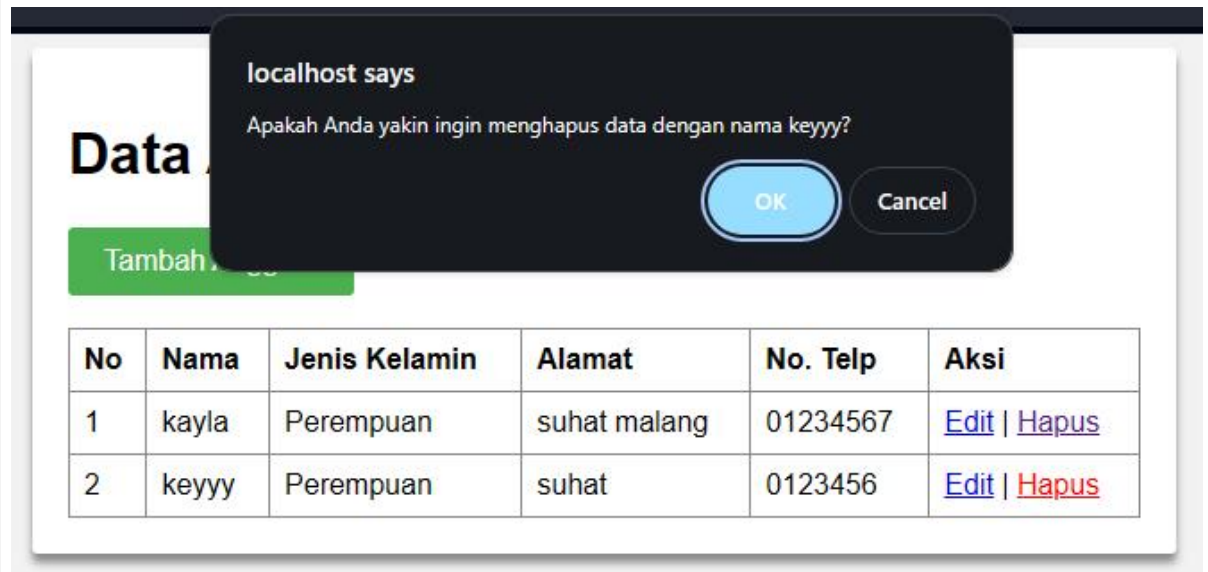 localhost says
Apakah Anda yakin ingin menghapus data dengan nama keyyy?
OK Cancel
Data
Tambah
No Nama Jenis Kelamin Alamat No. Telp Aksi
1 kayla Perempuan suhat malang 01234567 Edit | Hapus
2 keyyy Perempuan suhat 0123456 Edit | Hapus